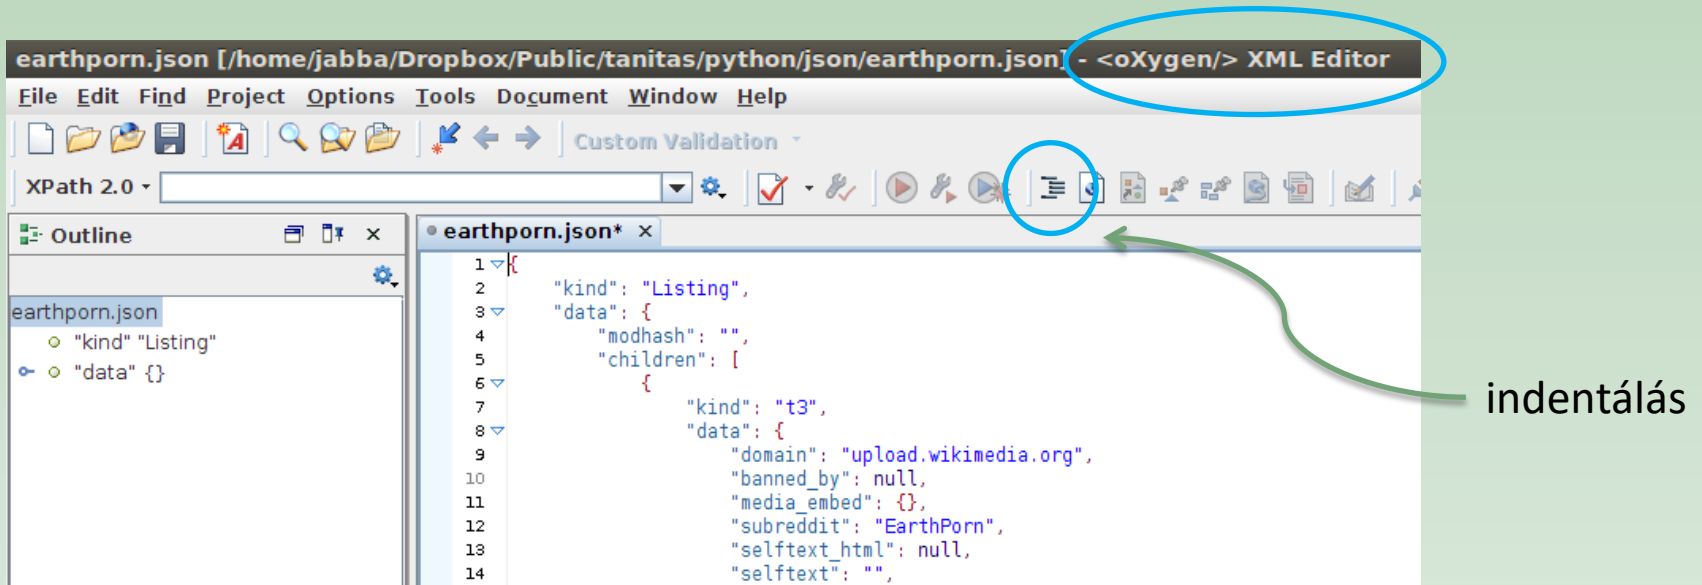 earthporn.json [/home/jabba/Dropbox/Public/tanitas/python/json/earthporn.json] - <oXygen/> XML Editor
File Edit Find Project Options Tools Document Window Help
Custom Validation
XPath 2.0
Outline
earthporn.json* ×
earthporn.json
"kind" "Listing"
"data" {}
1 {
2 "kind": "Listing",
3 "data": {
4 "modhash": "",
5 "children": [
6 {
7 "kind": "t3",
8 "data": {
9 "domain": "upload.wikimedia.org",
10 "banned_by": null,
11 "media_embed": {},
12 "subreddit": "EarthPorn",
13 "selftext_html": null,
14 "selftext": "",
indentálás